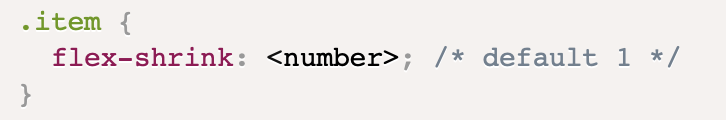 .item {
  flex-shrink: <number>; /* default 1 */
}